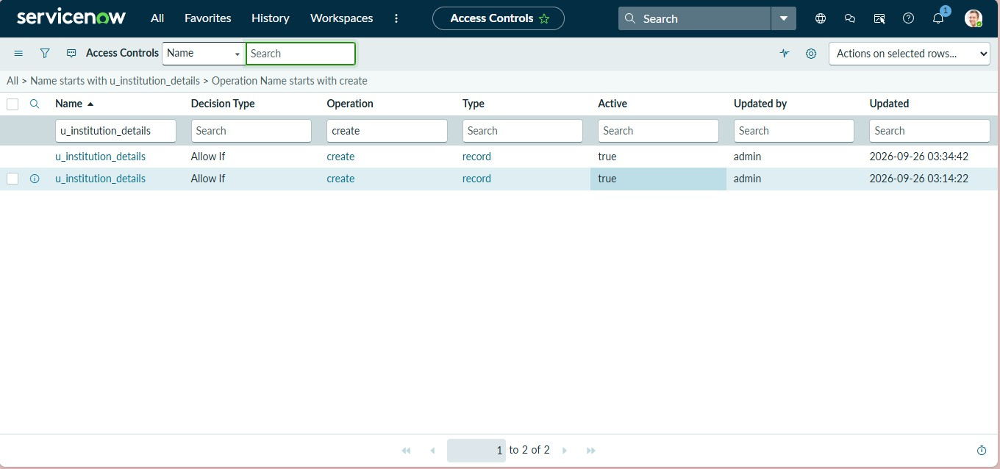 servicenow All Favorites History Workspaces Access Controls Search 1
Access Controls Name Search Actions on selected rows...
All > Name starts with u_institution_details > Operation Name starts with create
Name Decision Type Operation Type Active Updated by Updated
u_institution_details Search create Search Search Search Search
u_institution_details Allow If create record true admin 2026-09-26 03:34:42
u_institution_details Allow If create record true admin 2026-09-26 03:14:22
1 to 2 of 2